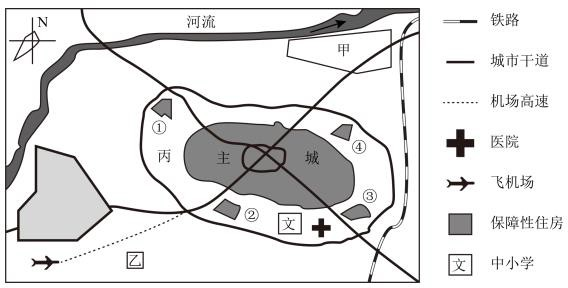 河流
N
甲
①
④
丙
主城
③
②
文
乙
铁路
城市干道
机场高速
医院
飞机场
保障性住房
文 中小学